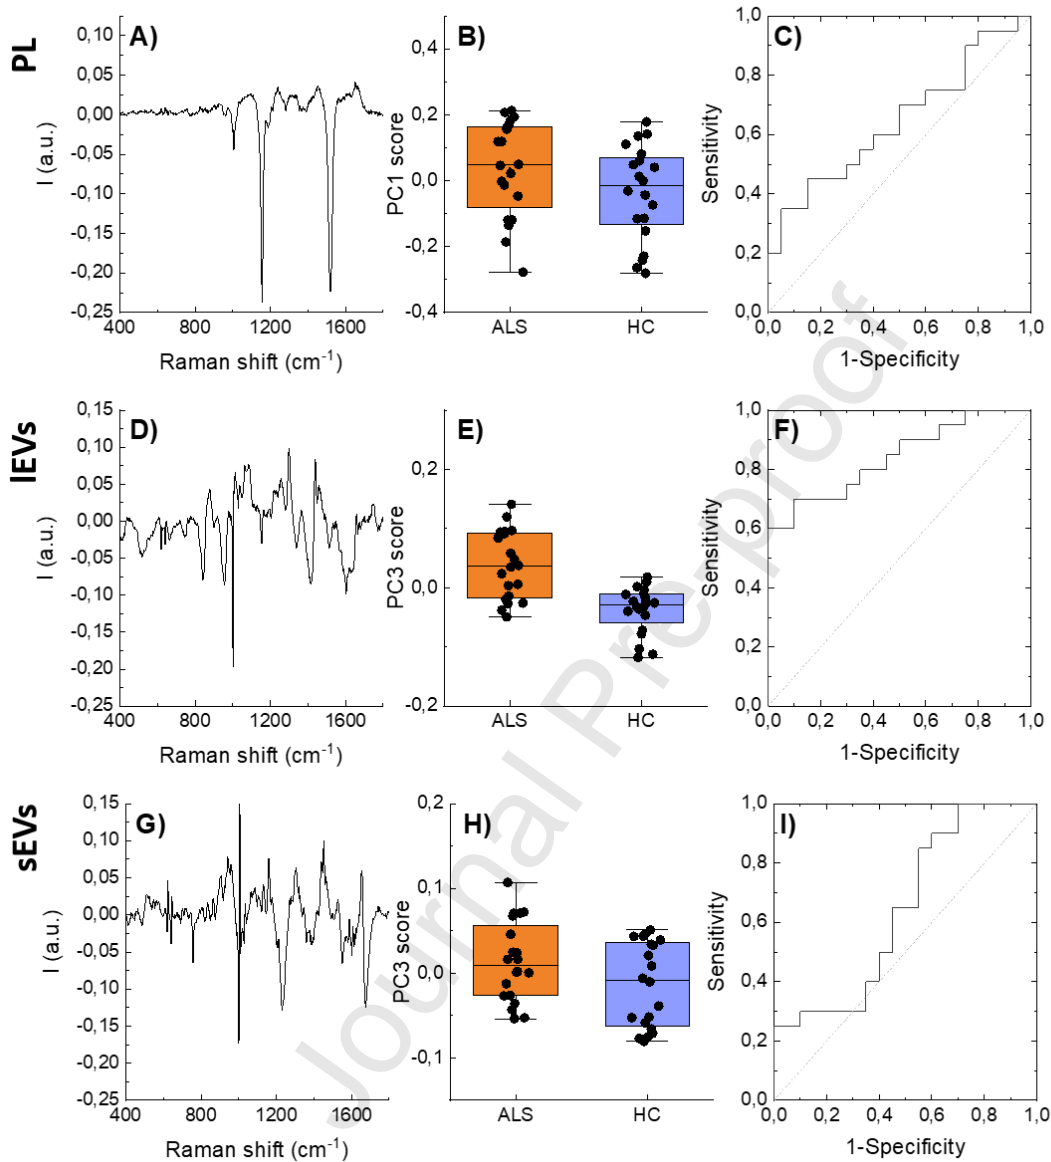 PL
A)
0,15
0,10
0,05
0,00
-0,05
-0,10
-0,15
-0,20
-0,25
I (a.u.)
400 800 1200 1600
Raman shift (cm-1)
B)
0,4
0,2
0,0
-0,2
-0,4
PC1 score
ALS HC
C)
1,0
0,8
0,6
0,4
0,2
0,0
Sensitivity
0,0 0,2 0,4 0,6 0,8 1,0
1-Specificity
lEVs
D)
0,15
0,10
0,05
0,00
-0,05
-0,10
-0,15
-0,20
-0,25
I (a.u.)
400 800 1200 1600
Raman shift (cm-1)
E)
0,2
0,0
-0,2
PC3 score
ALS HC
F)
1,0
0,8
0,6
0,4
0,2
0,0
Sensitivity
0,0 0,2 0,4 0,6 0,8 1,0
1-Specificity
sEVs
G)
0,15
0,10
0,05
0,00
-0,05
-0,10
-0,15
-0,20
-0,25
I (a.u.)
400 800 1200 1600
Raman shift (cm-1)
H)
0,2
0,1
0,0
-0,1
PC3 score
ALS HC
I)
1,0
0,8
0,6
0,4
0,2
0,0
Sensitivity
0,0 0,2 0,4 0,6 0,8 1,0
1-Specificity
Journal Pre-proof